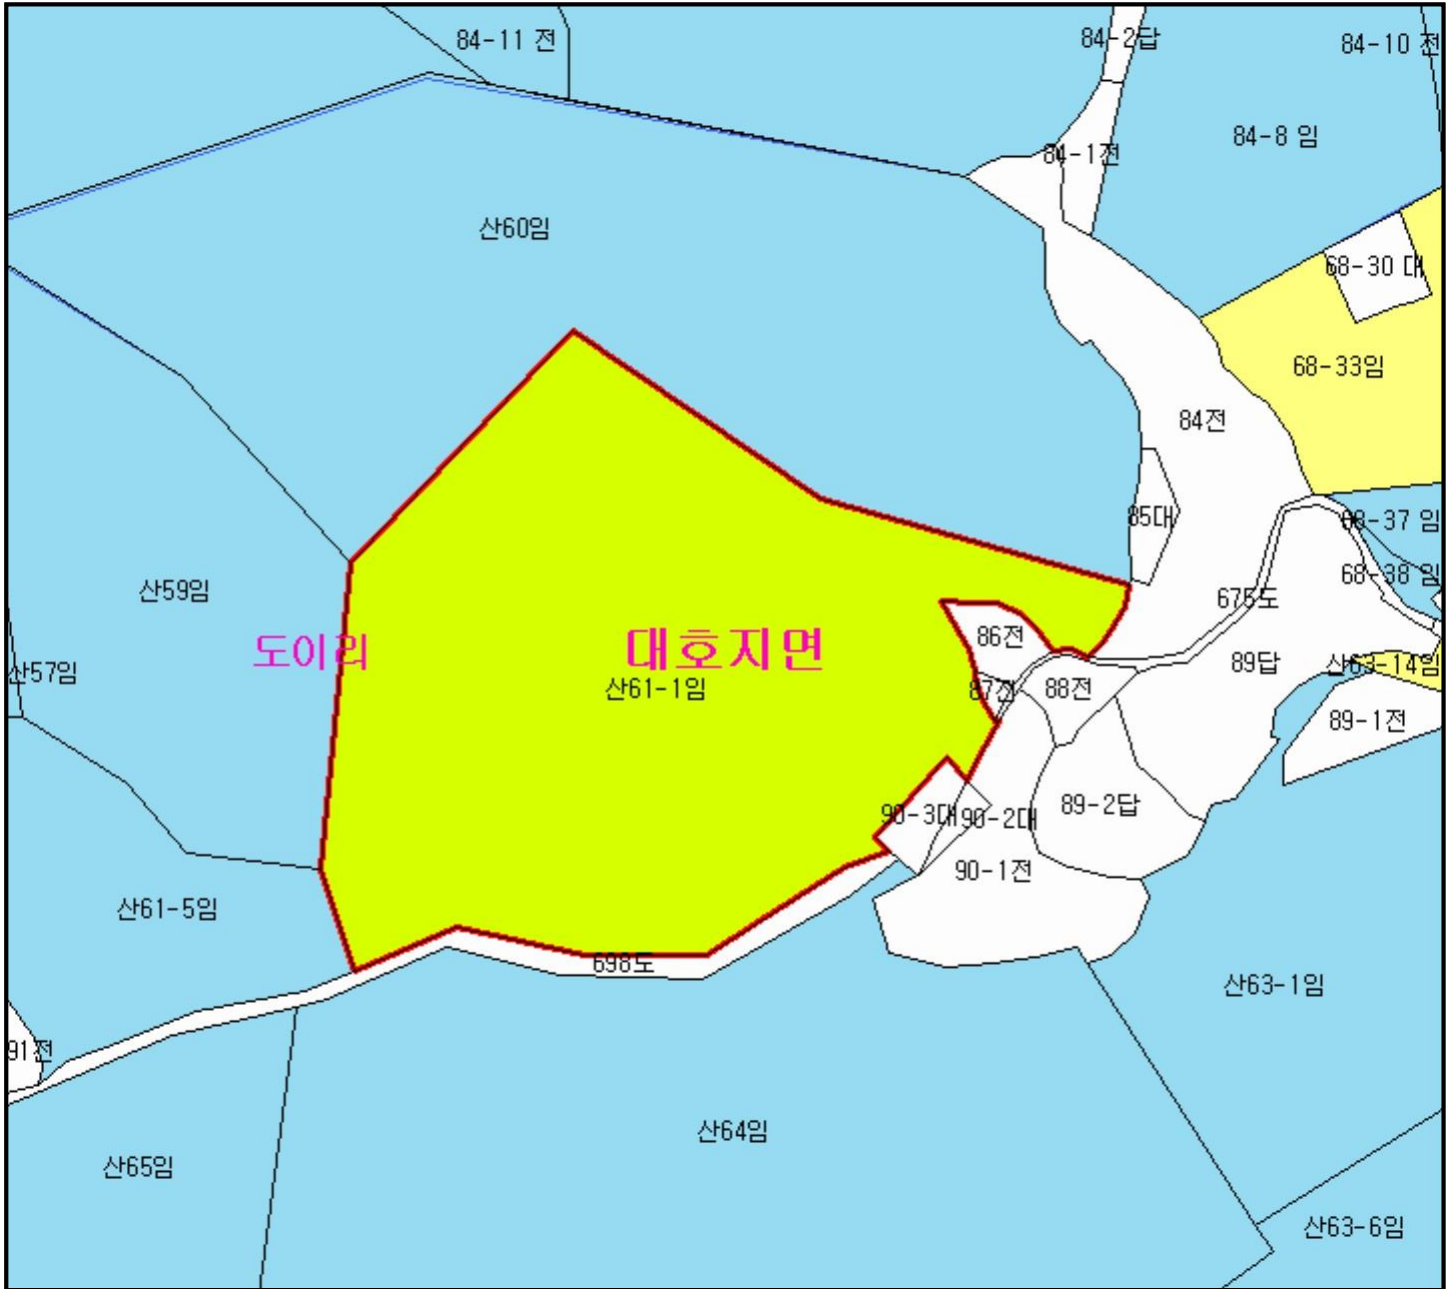 84-11 전
84-2답
84-10 전
84-1전
84-8 임
산60임
68-30 대
68-33임
84전
85대
68-37 임
68-38 임
산59임
675도
도이리
대호지면
86전
산57임
산61-1임
87전
88전
89답
산63-14임
89-1전
90-3대
90-2대
89-2답
90-1전
산61-5임
698도
산63-1임
91전
산64임
산65임
산63-6임